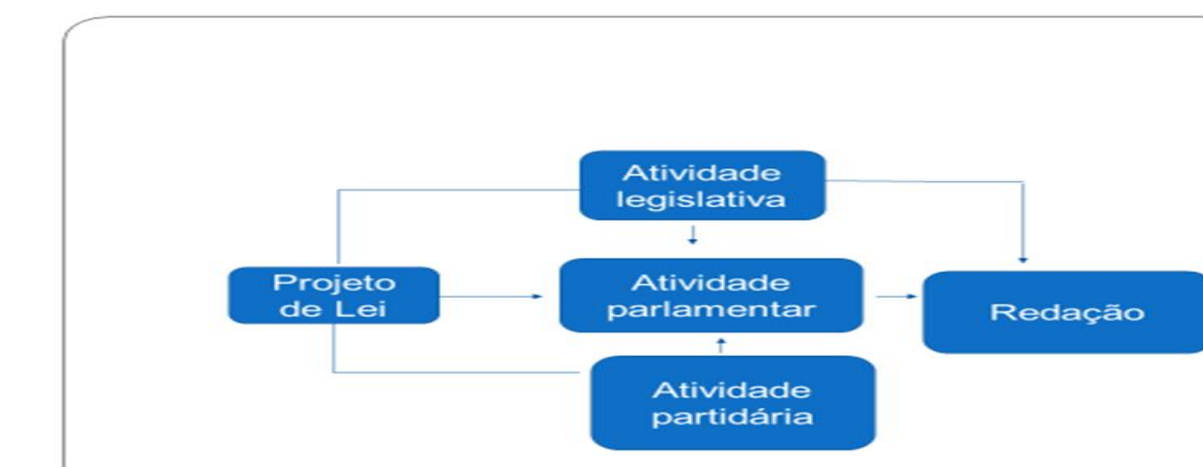 Atividade
legislativa
Projeto
de Lei
Atividade
parlamentar
Redação
Atividade
partidária